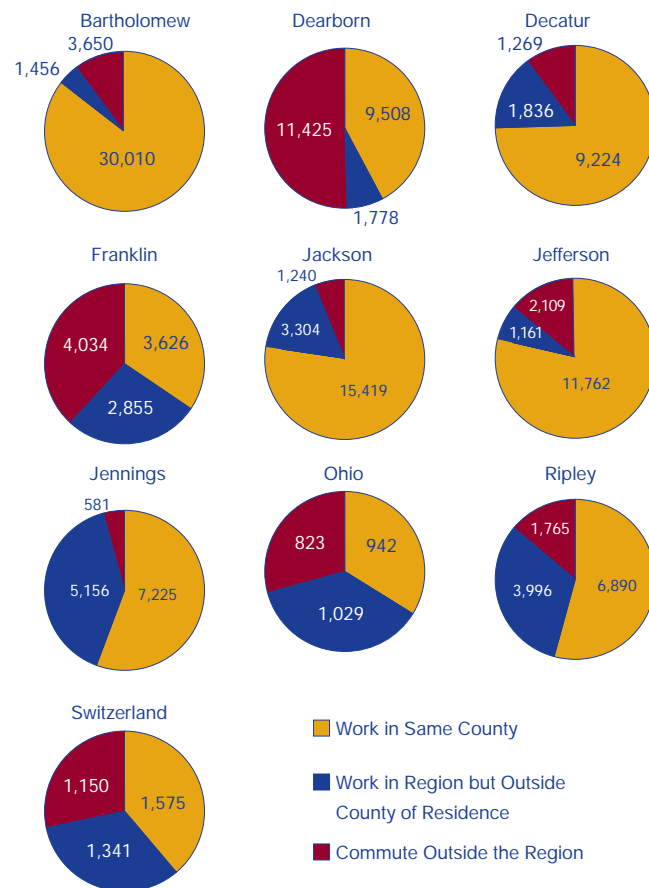 Bartholomew
3,650
1,456
30,010
Dearborn
11,425
9,508
1,778
Decatur
1,269
1,836
9,224
Franklin
4,034
3,626
2,855
Jackson
1,240
3,304
15,419
Jefferson
2,109
1,161
11,762
Jennings
581
5,156
7,225
Ohio
823
942
1,029
Ripley
1,765
3,996
6,890
Switzerland
1,150
1,575
1,341
Work in Same County
Work in Region but Outside
County of Residence
Commute Outside the Region